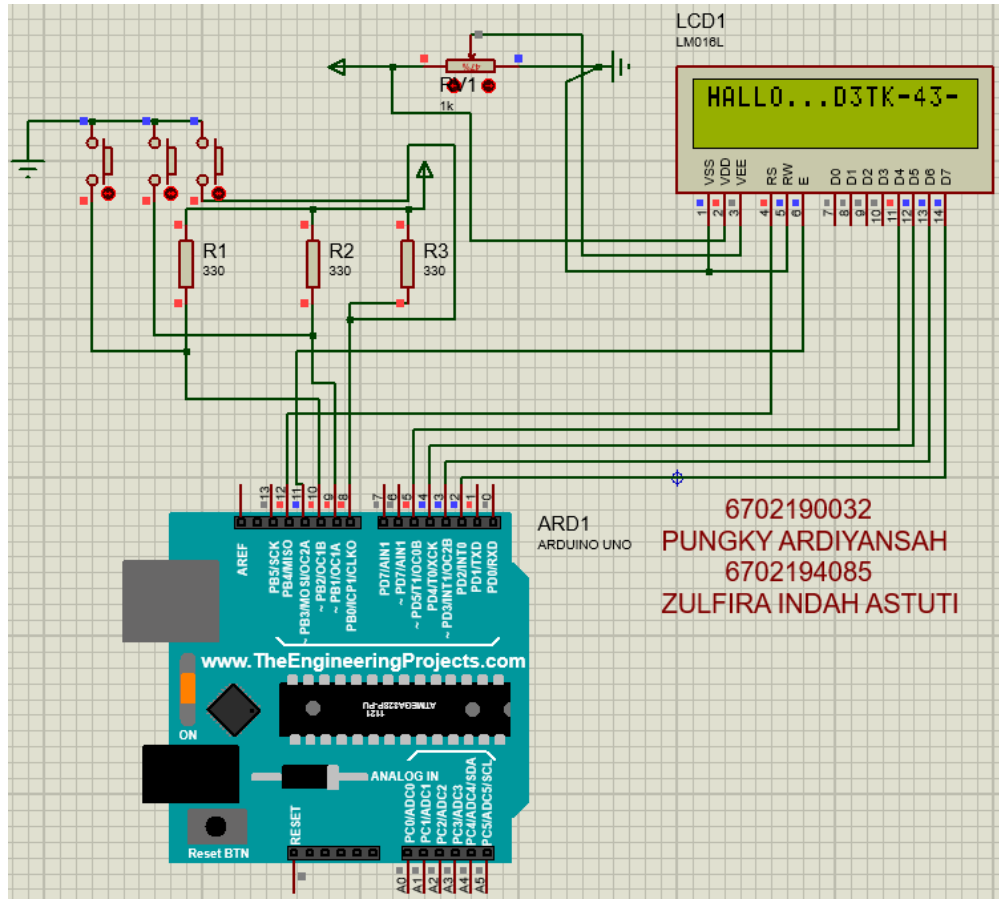 LCD1
LM016L
HALLO...D3TK-43-
RV1
1k
VSS VDD VEE RS RW E D0 D1 D2 D3 D4 D5 D6 D7
1 2 3 4 5 6 7 8 9 10 11 12 13 14
R1
330
R2
330
R3
330
13 12 11 10 9 8 7 6 5 4 3 2 1 0
ARD1
ARDUINO UNO
AREF
PB5/SCK
PB4/MISO
~ PB3/MOSI/OC2A
~ PB2/OC1B
~ PB1/OC1A
PB0/ICP1/CLKO
PD7/AIN1
~ PD7/AIN1
~ PD5/T1/OC0B
PD4/T0/XCK
~ PD3/INT1/OC2B
PD2/INT0
PD1/TXD
PD0/RXD
6702190032
PUNGKY ARDIYANSAH
6702194085
ZULFIRA INDAH ASTUTI
www.TheEngineeringProjects.com
ATMEGA328P-PU
1121
ON
ANALOG IN
Reset BTN
RESET
PC0/ADC0
PC1/ADC1
PC2/ADC2
PC3/ADC3
PC4/ADC4/SDA
PC5/ADC5/SCL
A0 A1 A2 A3 A4 A5